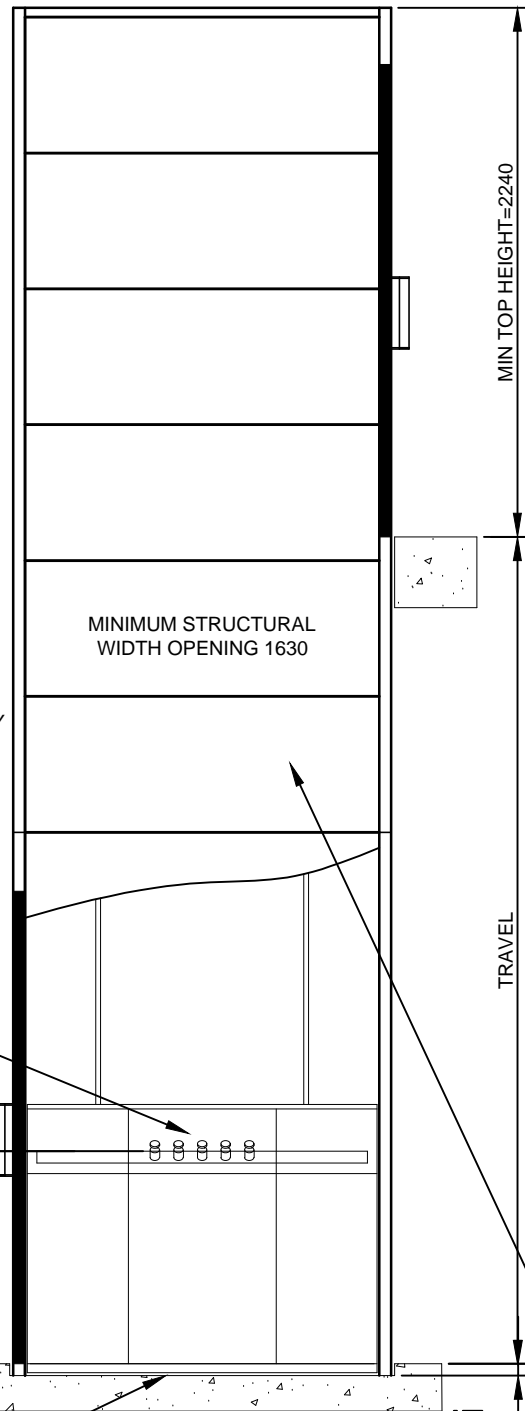 MIN TOP HEIGHT=2240
MINIMUM STRUCTURAL
WIDTH OPENING 1630
TRAVEL